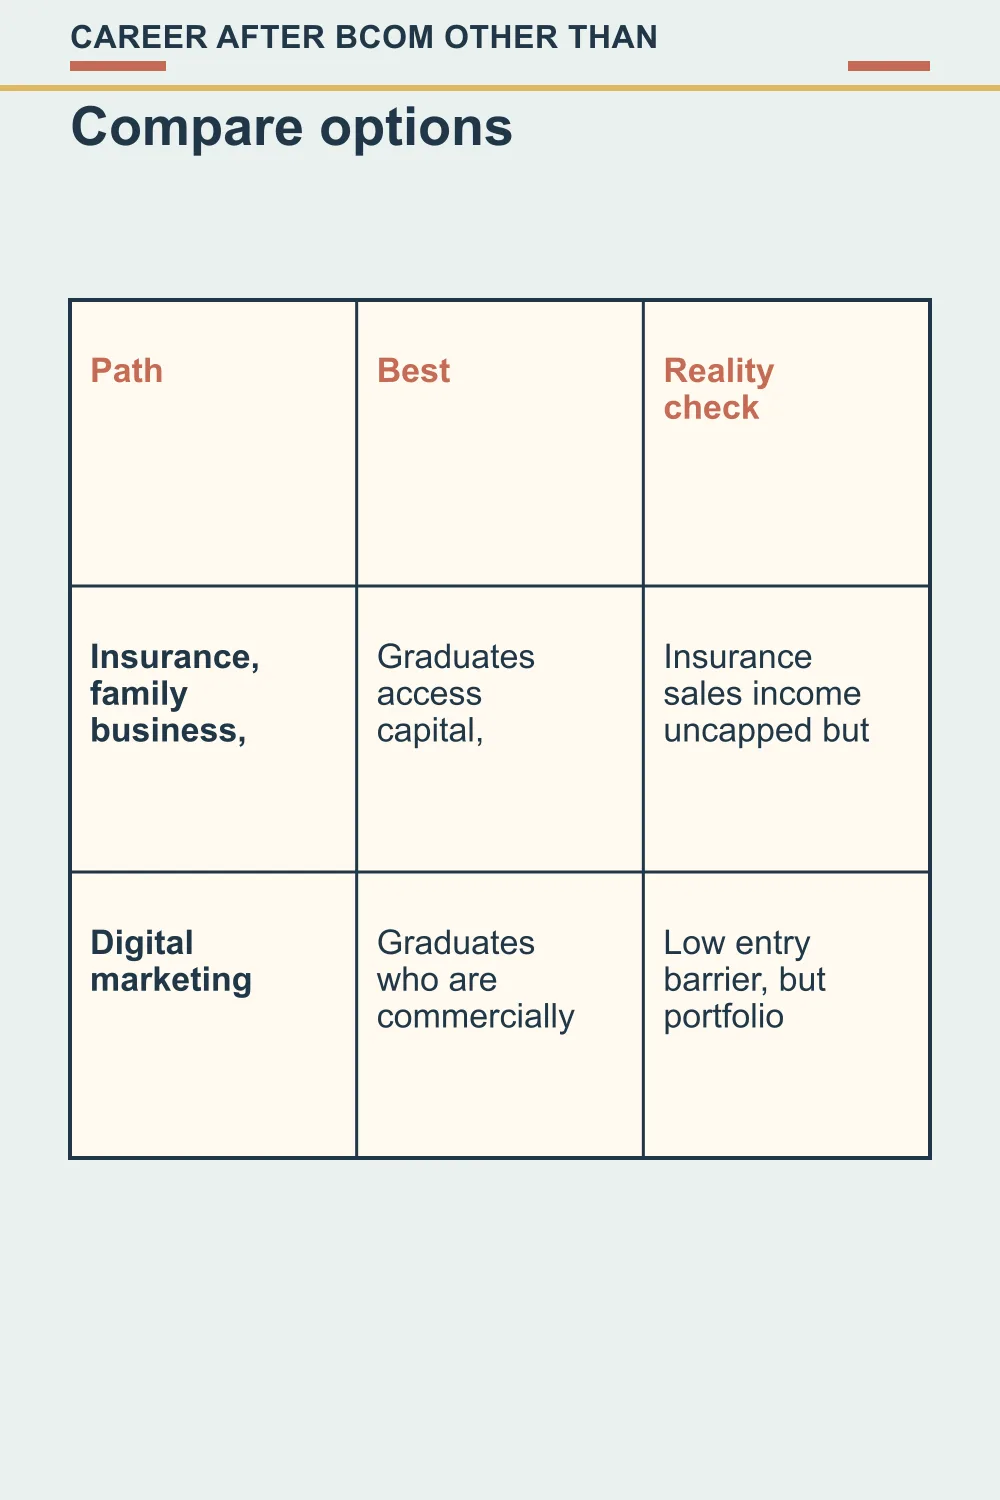 CAREER AFTER BCOM OTHER THAN
Compare options
Path
Best
Reality
check
Insurance,
family
business,
Graduates
access
capital,
Insurance
sales income
uncapped but
Digital
marketing
Graduates
who are
commercially
Low entry
barrier, but
portfolio